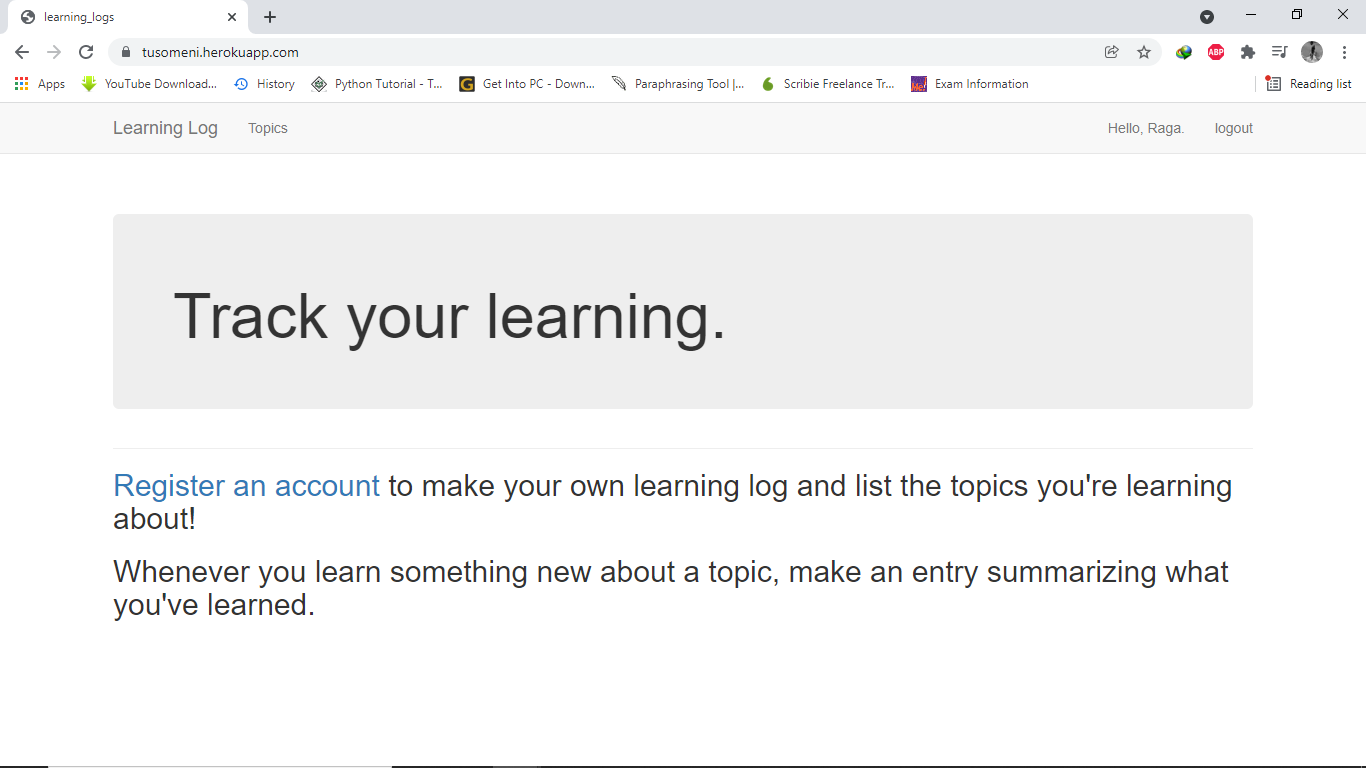 learning_logs
tusomeni.herokuapp.com
ABP
Apps YouTube Download... History Python Tutorial - T... Get Into PC - Down... Paraphrasing Tool |... Scribie Freelance Tr... Exam Information Reading list
Learning Log Topics Hello, Raga. logout
Track your learning.
Register an account to make your own learning log and list the topics you're learning
about!
Whenever you learn something new about a topic, make an entry summarizing what
you've learned.